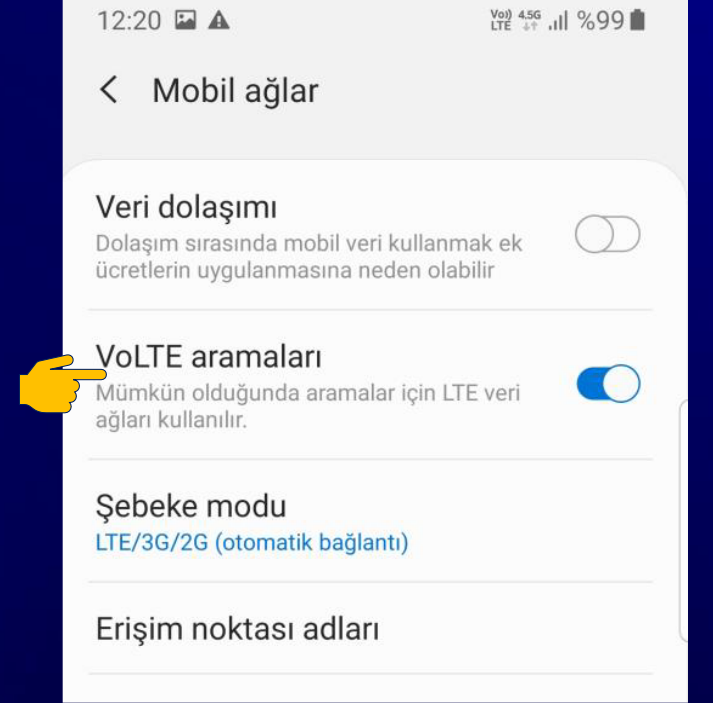 12:20 Vo)) LTE 4.5G %99
Mobil ağlar
Veri dolaşımı
Dolaşım sırasında mobil veri kullanmak ek
ücretlerin uygulanmasına neden olabilir
VoLTE aramaları
Mümkün olduğunda aramalar için LTE veri
ağları kullanılır.
Şebeke modu
LTE/3G/2G (otomatik bağlantı)
Erişim noktası adları